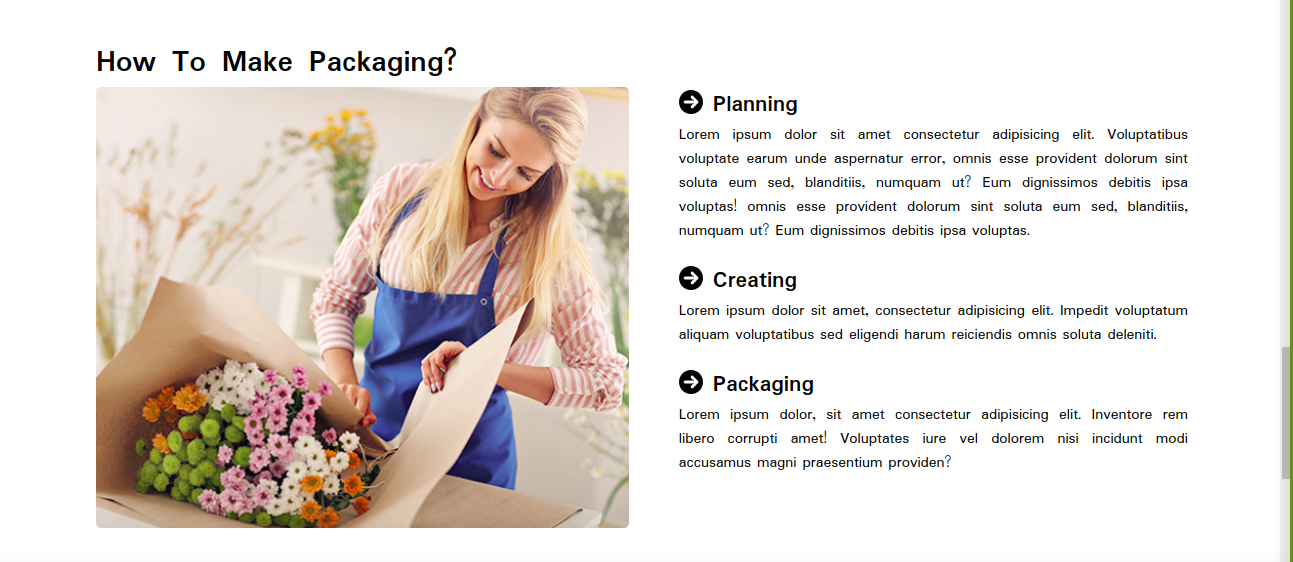 How To Make Packaging?
Planning
Lorem ipsum dolor sit amet consectetur adipisicing elit. Voluptatibus
voluptate earum unde aspernatur error, omnis esse provident dolorum sint
soluta eum sed, blanditiis, numquam ut? Eum dignissimos debitis ipsa
voluptas! omnis esse provident dolorum sint soluta eum sed, blanditiis,
numquam ut? Eum dignissimos debitis ipsa voluptas.
Creating
Lorem ipsum dolor sit amet, consectetur adipisicing elit. Impedit voluptatum
aliquam voluptatibus sed eligendi harum reiciendis omnis soluta deleniti.
Packaging
Lorem ipsum dolor, sit amet consectetur adipisicing elit. Inventore rem
libero corrupti amet! Voluptates iure vel dolorem nisi incidunt modi
accusamus magni praesentium providen?